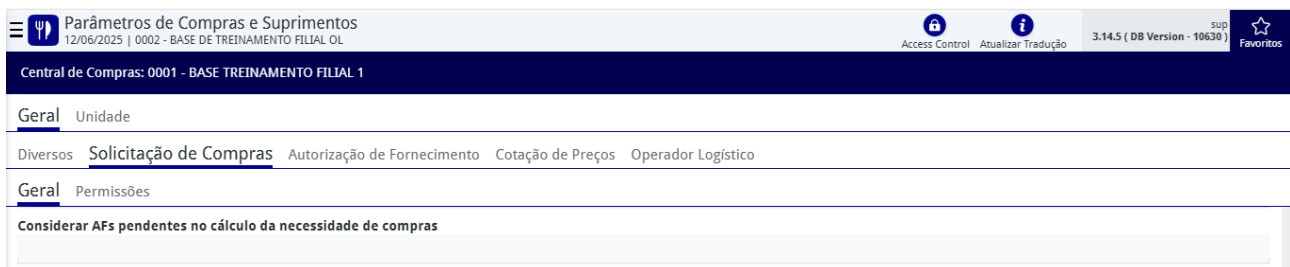 Parâmetros de Compras e Suprimentos
12/06/2025 | 0002 - BASE DE TREINAMENTO FILIAL OL
Access Control
Atualizar Tradução
sup
3.14.5 ( DB Version - 10630 )
Favoritos
Central de Compras: 0001 - BASE TREINAMENTO FILIAL 1
Geral Unidade
Diversos Solicitação de Compras Autorização de Fornecimento Cotação de Preços Operador Logístico
Geral Permissões
Considerar AFs pendentes no cálculo da necessidade de compras